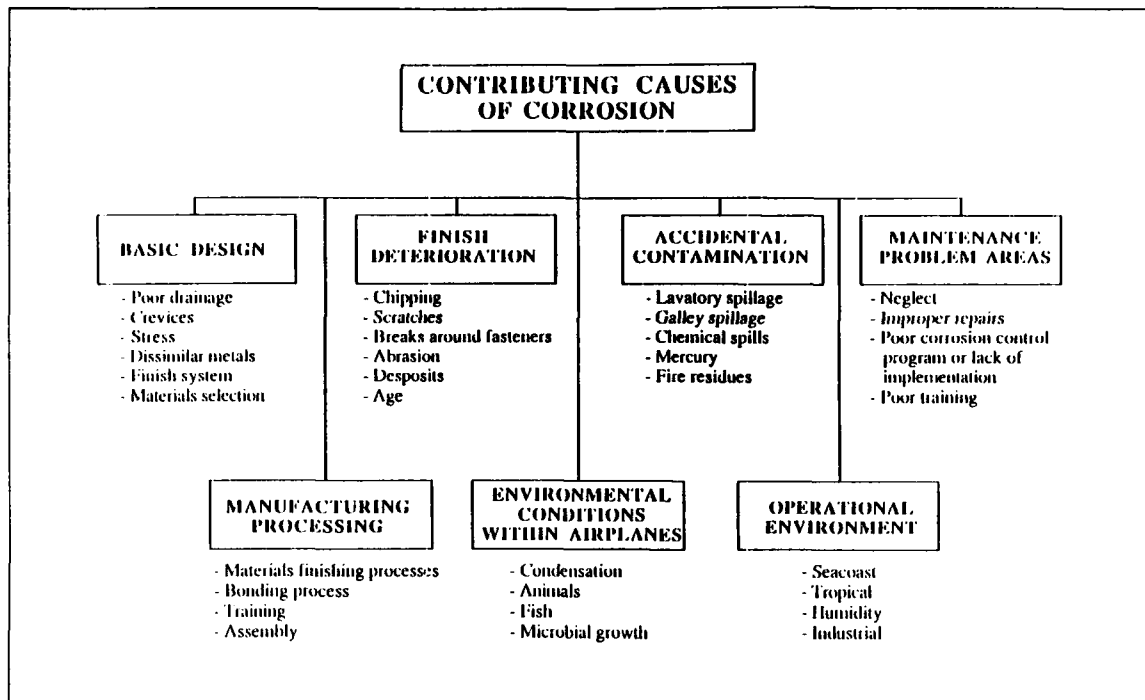 CONTRIBUTING CAUSES
OF CORROSION
BASIC DESIGN
- Poor drainage
- Crevices
- Stress
- Dissimilar metals
- Finish system
- Materials selection
FINISH
DETERIORATION
- Chipping
- Scratches
- Breaks around fasteners
- Abrasion
- Desposits
- Age
ACCIDENTAL
CONTAMINATION
- Lavatory spillage
- Galley spillage
- Chemical spills
- Mercury
- Fire residues
MAINTENANCE
PROBLEM AREAS
- Neglect
- Improper repairs
- Poor corrosion control
program or lack of
implementation
- Poor training
MANUFACTURING
PROCESSING
- Materials finishing processes
- Bonding process
- Training
- Assembly
ENVIRONMENTAL
CONDITIONS
WITHIN AIRPLANES
- Condensation
- Animals
- Fish
- Microbial growth
OPERATIONAL
ENVIRONMENT
- Seacoast
- Tropical
- Humidity
- Industrial